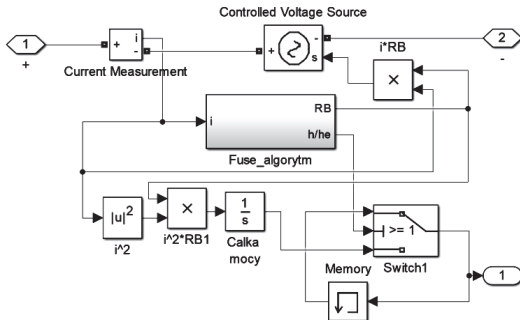 Controlled Voltage Source
1
+
+
i
-
Current Measurement
+
-
s
2
-
i*RB
×
i
RB
h/he
Fuse_algorytm
|u|2
i^2
×
i^2*RB1
1
s
Calka
mocy
>= 1
Switch1
Memory
1